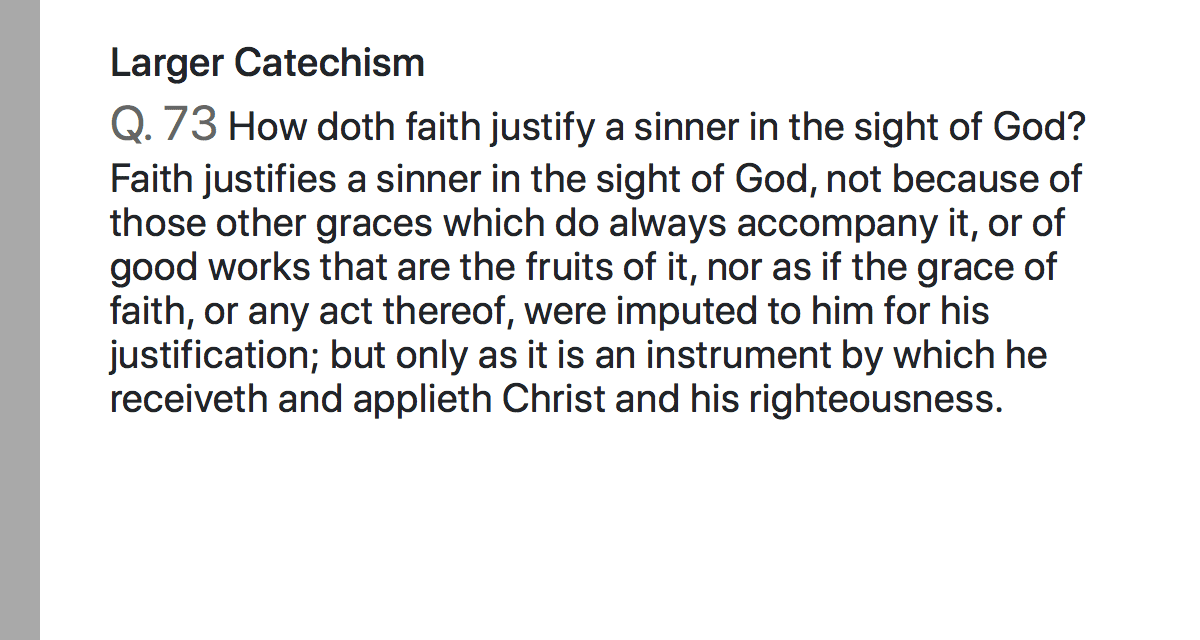 Larger Catechism
Q. 73 How doth faith justify a sinner in the sight of God?
Faith justifies a sinner in the sight of God, not because of
those other graces which do always accompany it, or of
good works that are the fruits of it, nor as if the grace of
faith, or any act thereof, were imputed to him for his
justification; but only as it is an instrument by which he
receiveth and applieth Christ and his righteousness.